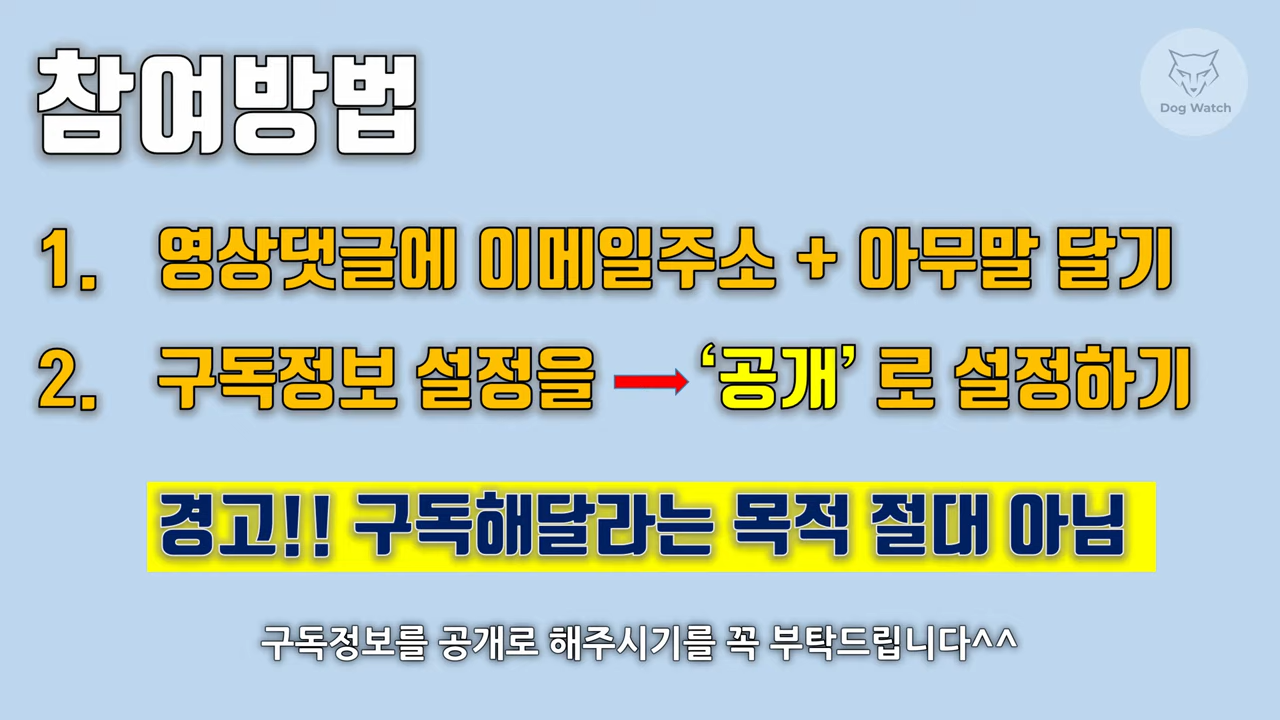 참여방법
Dog Watch
1. 영상댓글에 이메일주소 + 아무말 달기
2. 구독정보 설정을 → ‘공개’ 로 설정하기
경고!! 구독해달라는 목적 절대 아님
구독정보를 공개로 해주시기를 꼭 부탁드립니다^^